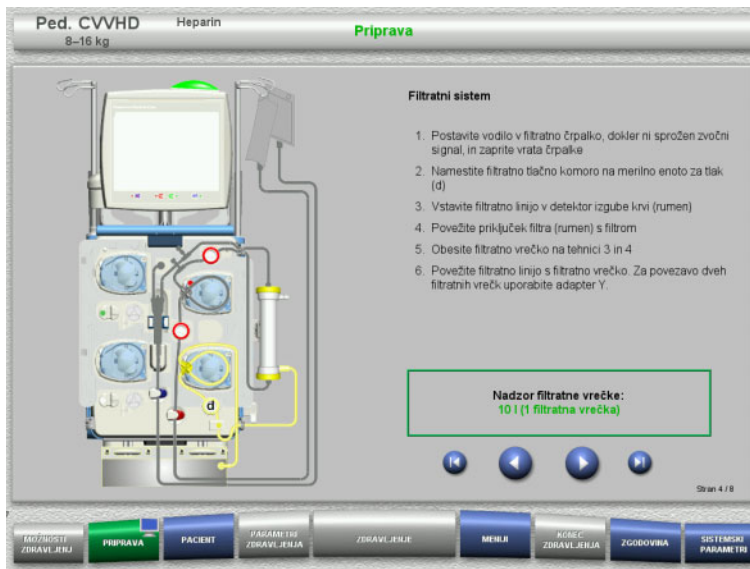 Ped. CVVHD
Heparin
8–16 kg
Priprava
Filtratni sistem
1. Postavite vodilo v filtratno črpalko, dokler ni sprožen zvočni
signal, in zaprite vrata črpalke
2. Namestite filtratno tlačno komoro na merilno enoto za tlak
(d)
3. Vstavite filtratno linijo v detektor izgube krvi (rumen)
4. Povežite priključek filtra (rumen) s filtrom
5. Obesite filtratno vrečko na tehnici 3 in 4
6. Povežite filtratno linijo s filtratno vrečko. Za povezavo dveh
filtratnih vrečk uporabite adapter Y.
d
Nadzor filtratne vrečke:
10 l (1 filtratna vrečka)
Stran 4 / 8
MOŽNOSTI
ZDRAVLJENJ
PRIPRAVA
PACIENT
PARAMETRI
ZDRAVLJENJA
ZDRAVLJENJE
MENIJI
KONEC
ZDRAVLJENJA
ZGODOVINA
SISTEMSKI
PARAMETRI